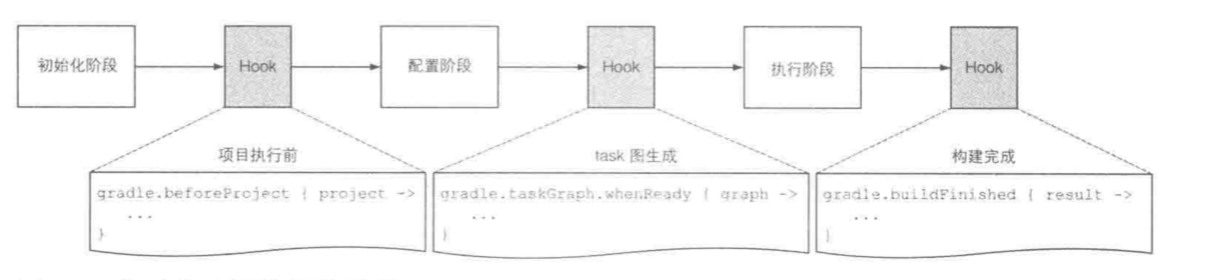 初始化阶段
Hook
配置阶段
Hook
执行阶段
Hook
项目执行前
task 图生成
构建完成
gradle.beforeProject { project ->
...
}
gradle.taskGraph.whenReady { graph ->
...
}
gradle.buildFinished { result ->
...
}